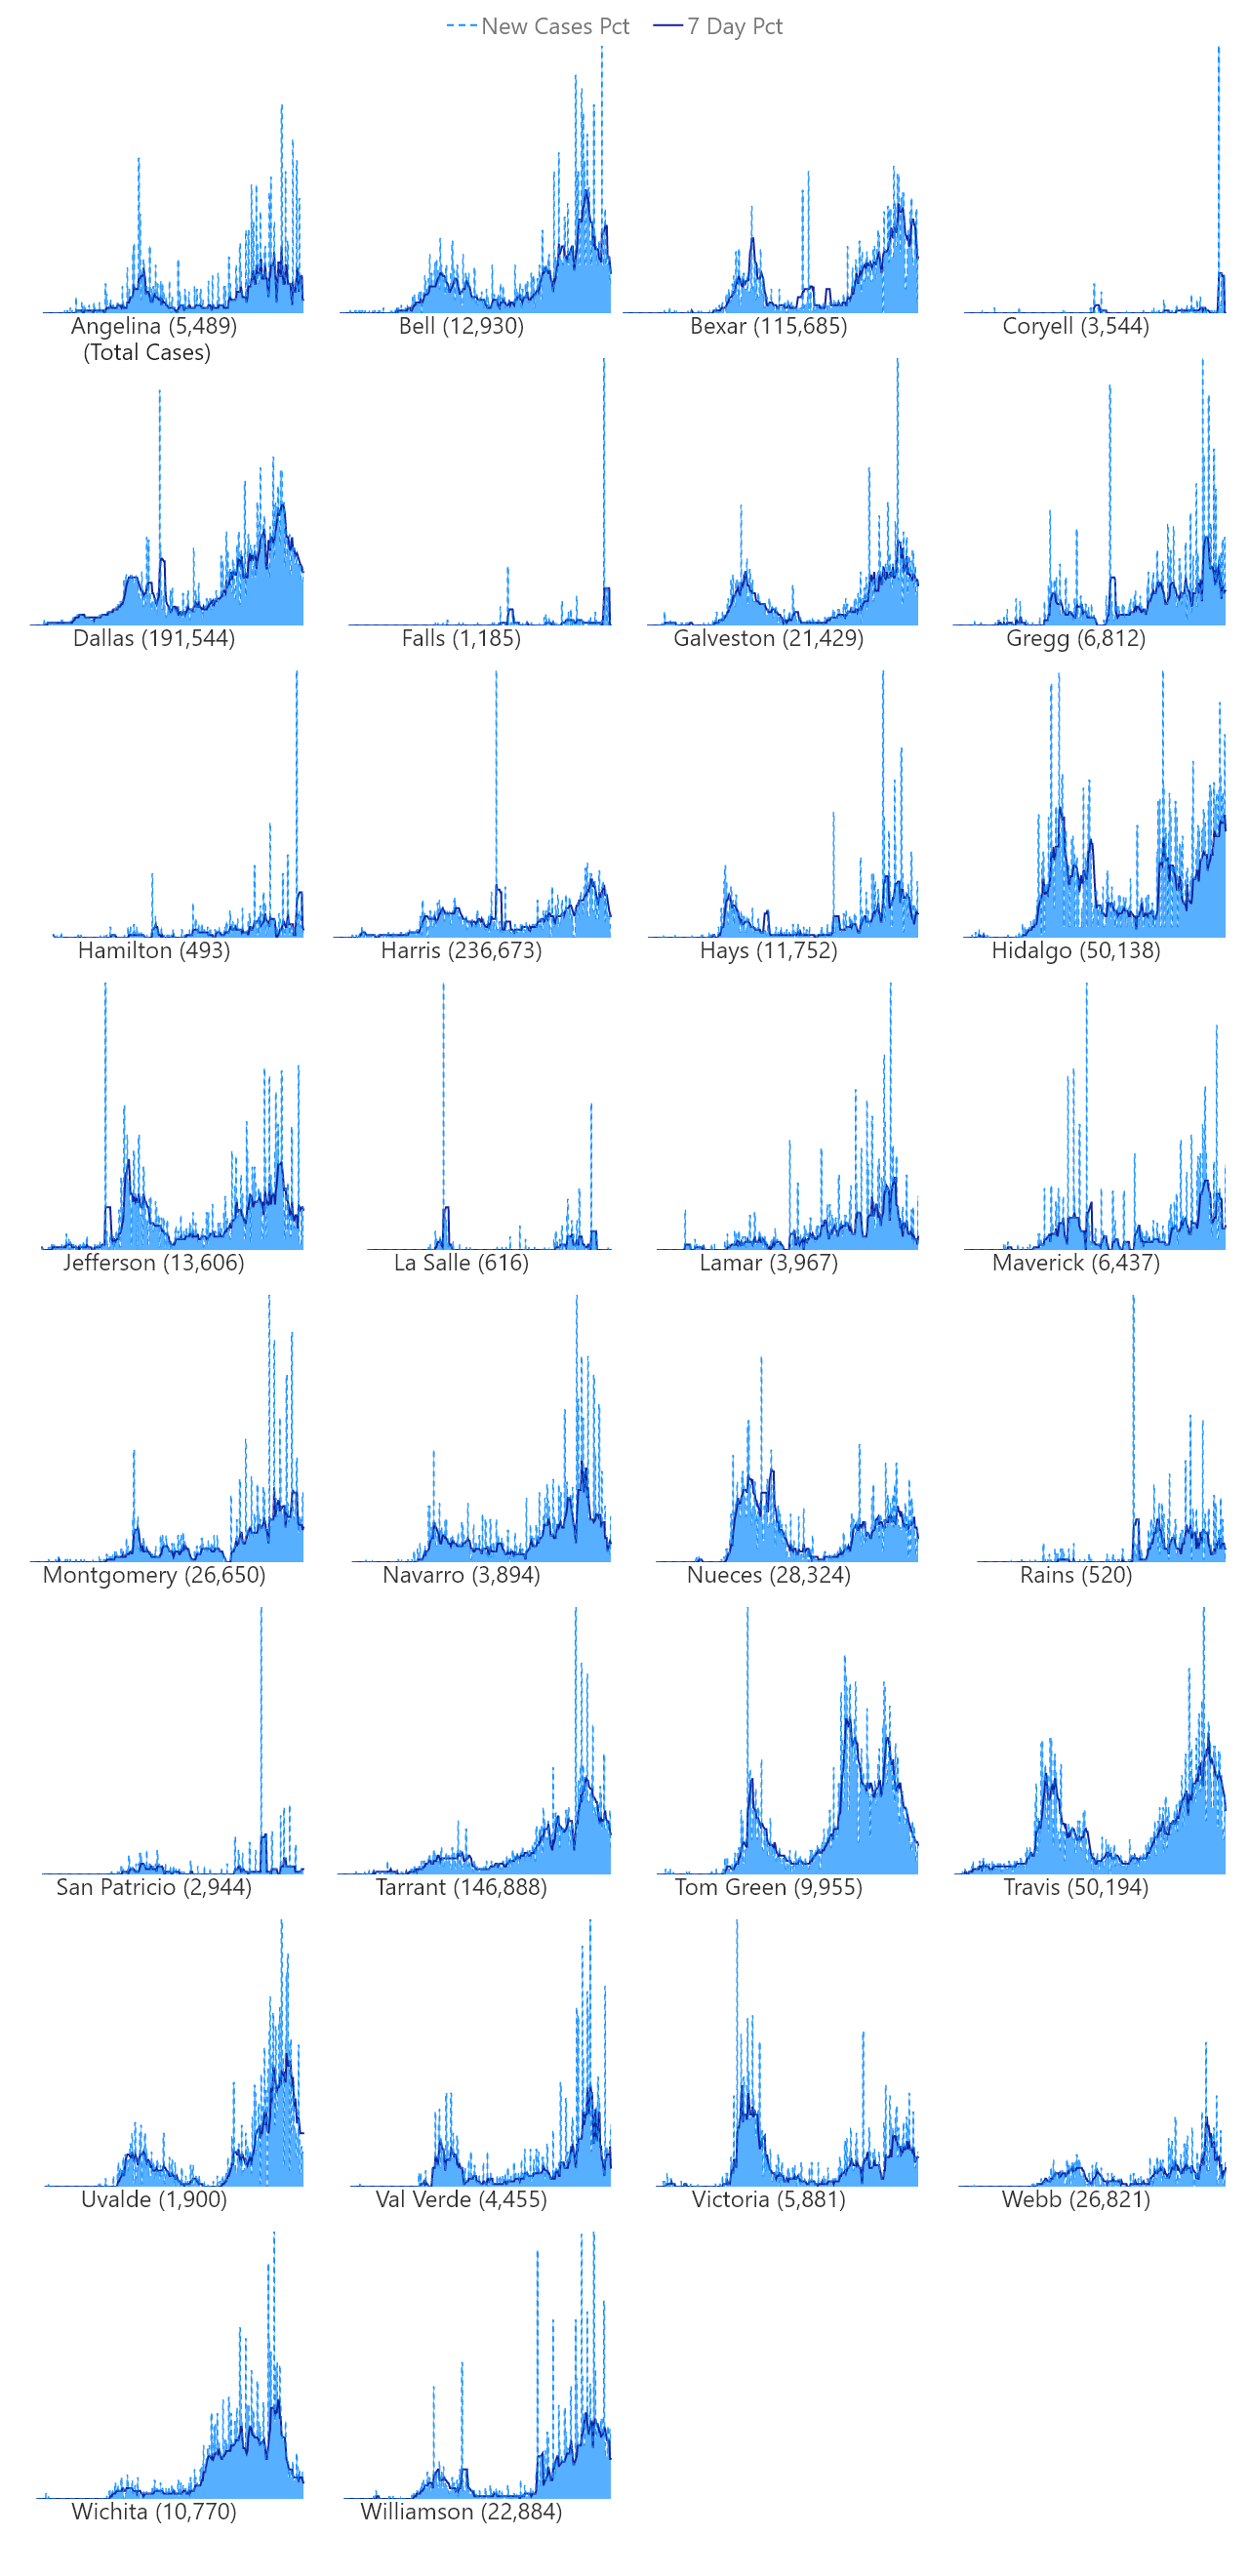 New Cases Pct 7 Day Pct
Angelina (5,489) Bell (12,930) Bexar (115,685) Coryell (3,544)
(Total Cases)
Dallas (191,544) Falls (1,185) Galveston (21,429) Gregg (6,812)
Hamilton (493) Harris (236,673) Hays (11,752) Hidalgo (50,138)
Jefferson (13,606) La Salle (616) Lamar (3,967) Maverick (6,437)
Montgomery (26,650) Navarro (3,894) Nueces (28,324) Rains (520)
San Patricio (2,944) Tarrant (146,888) Tom Green (9,955) Travis (50,194)
Uvalde (1,900) Val Verde (4,455) Victoria (5,881) Webb (26,821)
Wichita (10,770) Williamson (22,884)